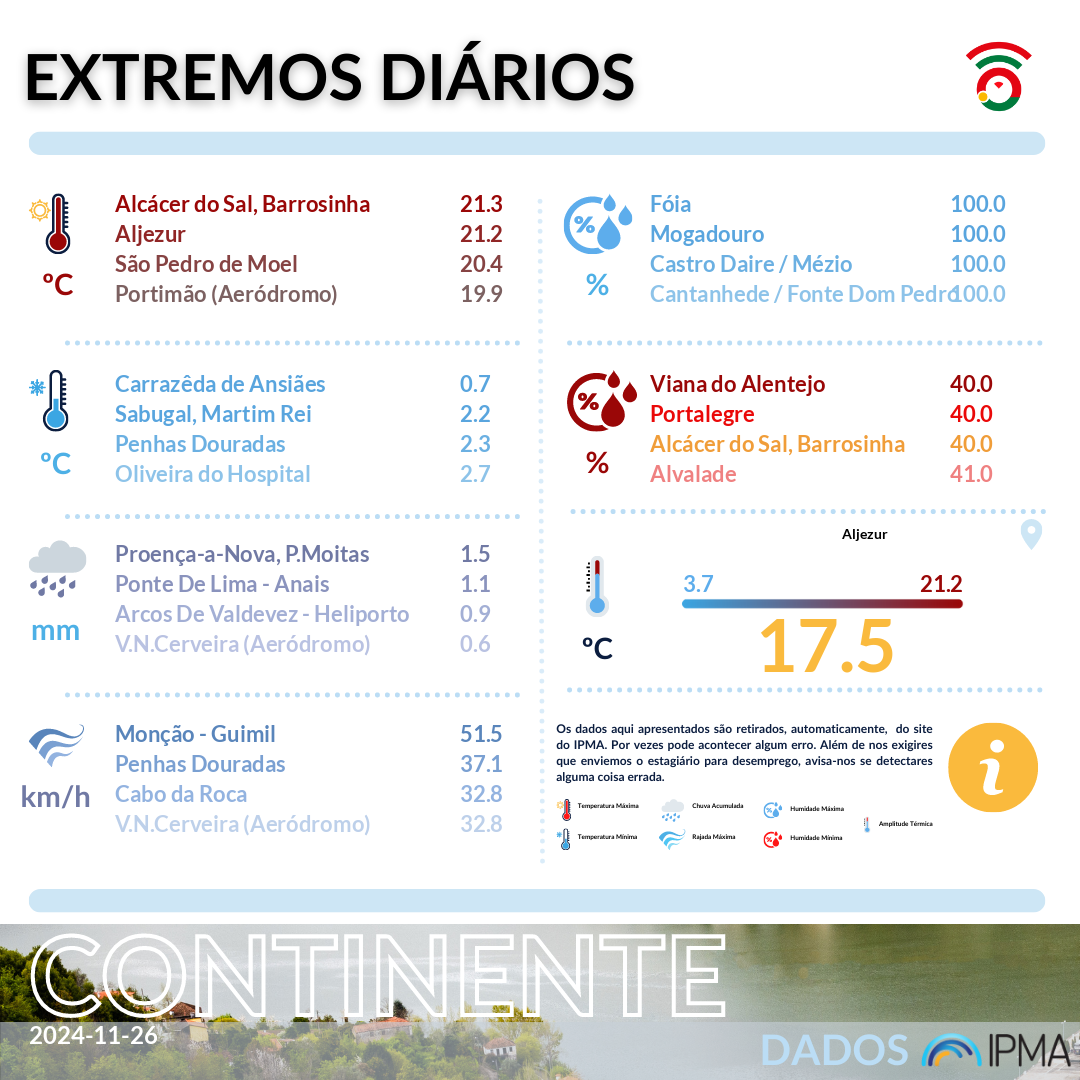 EXTREMOS DIÁRIOS
Alcácer do Sal, Barrosinha 21.3
Aljezur 21.2
São Pedro de Moel 20.4
Portimão (Aeródromo) 19.9
ºC
Carrazêda de Ansiães 0.7
Sabugal, Martim Rei 2.2
Penhas Douradas 2.3
Oliveira do Hospital 2.7
ºC
Proença-a-Nova, P.Moitas 1.5
Ponte De Lima - Anais 1.1
Arcos De Valdevez - Heliporto 0.9
V.N.Cerveira (Aeródromo) 0.6
mm
Monção - Guimil 51.5
Penhas Douradas 37.1
Cabo da Roca 32.8
V.N.Cerveira (Aeródromo) 32.8
km/h
Fóia 100.0
Mogadouro 100.0
Castro Daire / Mézio 100.0
Cantanhede / Fonte Dom Pedro 100.0
%
%
Viana do Alentejo 40.0
Portalegre 40.0
Alcácer do Sal, Barrosinha 40.0
Alvalade 41.0
%
%
Aljezur
3.7 21.2
17.5
ºC
Os dados aqui apresentados são retirados, automaticamente, do site
do IPMA. Por vezes pode acontecer algum erro. Além de nos exigires
que enviemos o estagiário para desemprego, avisa-nos se detectares
alguma coisa errada.
i
Temperatura Máxima Chuva Acumulada Humidade Máxima
Amplitude Térmica
Temperatura Mínima Rajada Máxima Humidade Mínima
CONTINENTE
2024-11-26
DADOS IPMA